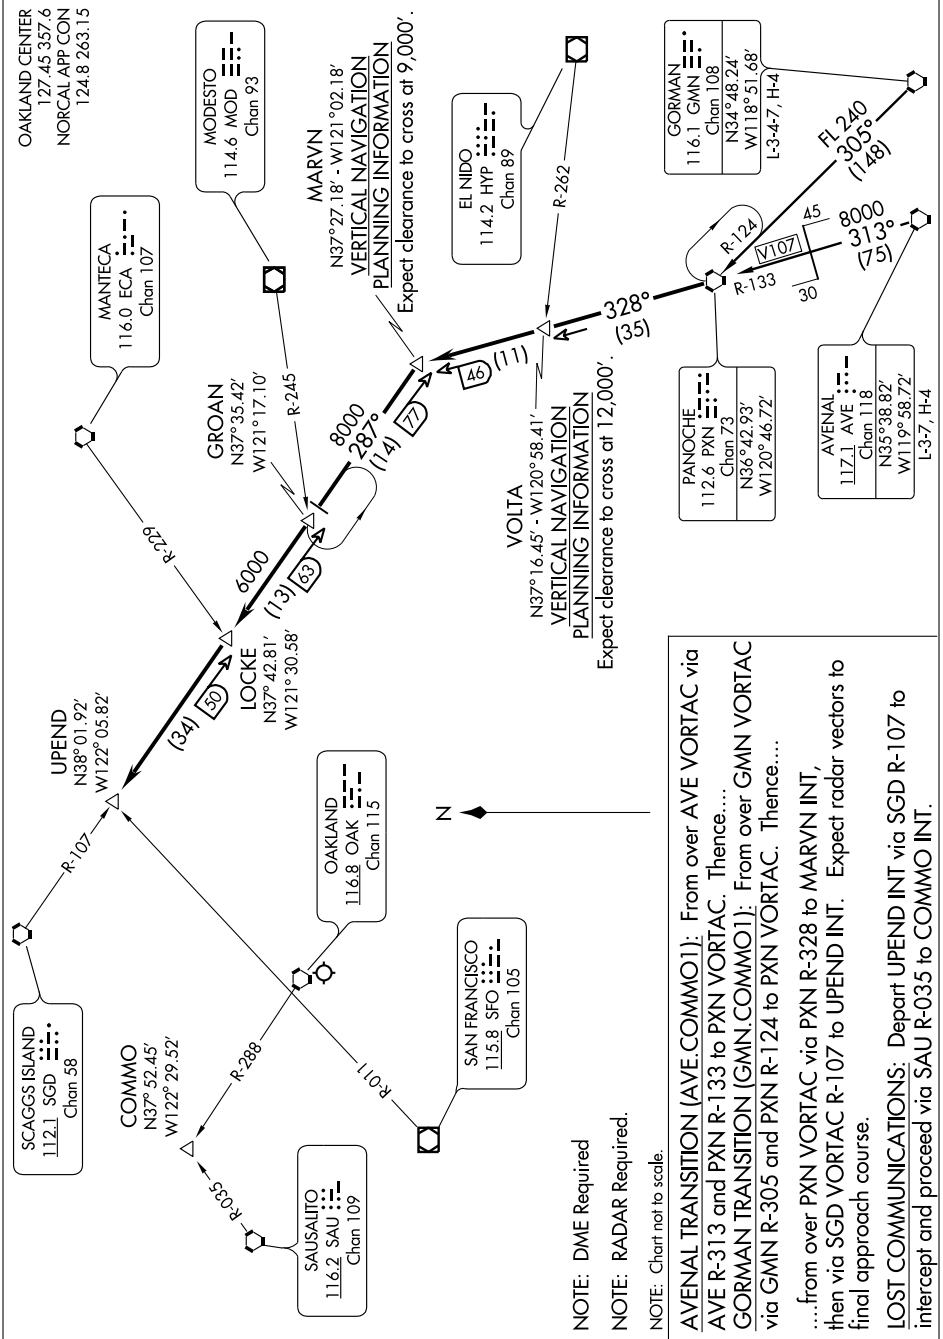 OAKLAND CENTER
127.45 357.6
NORCAL APP CON
124.8 263.15
MODESTO
114.6 MOD
Chan 93
MANTECA
116.0 ECA
Chan 107
MARVN
N37°27.18' - W121°02.18'
VERTICAL NAVIGATION
PLANNING INFORMATION
Expect clearance to cross at 9,000'.
EL NIDO
114.2 HYP
Chan 89
R-262
GORMAN
116.1 GMN
Chan 108
N34°48.24'
W118°51.68'
L-3-4-7, H-4
FL 240
305°
(148)
R-124
V107
45
30
8000
313°
(75)
R-133
328°
(35)
(11)
46
77
8000
287°
(14)
GROAN
N37°35.42'
W121°17.10'
R-245
R-229
6000
(13)
63
LOCKE
N37°42.81'
W121°30.58'
(34)
50
UPEND
N38°01.92'
W122°05.82'
VOLTA
N37°16.45' - W120°58.41'
VERTICAL NAVIGATION
PLANNING INFORMATION
Expect clearance to cross at 12,000'.
PANOCHE
112.6 PXN
Chan 73
N36°42.93'
W120°46.72'
AVENAL
117.1 AVE
Chan 118
N35°38.82'
W119°58.72'
L-3-7, H-4
R-107
SCAGGS ISLAND
112.1 SGD
Chan 58
OAKLAND
116.8 OAK
Chan 115
N
COMMO
N37°52.45'
W122°29.52'
R-288
R-011
SAN FRANCISCO
115.8 SFO
Chan 105
R-035
SAUSALITO
116.2 SAU
Chan 109
NOTE: DME Required
NOTE: RADAR Required.
NOTE: Chart not to scale.
AVENAL TRANSITION (AVE.COMMO1): From over AVE VORTAC via
AVE R-313 and PXN R-133 to PXN VORTAC. Thence....
GORMAN TRANSITION (GMN.COMMO1): From over GMN VORTAC
via GMN R-305 and PXN R-124 to PXN VORTAC. Thence....
....from over PXN VORTAC via PXN R-328 to MARVN INT,
then via SGD VORTAC R-107 to UPEND INT. Expect radar vectors to
final approach course.
LOST COMMUNICATIONS: Depart UPEND INT via SGD R-107 to
intercept and proceed via SAU R-035 to COMMO INT.